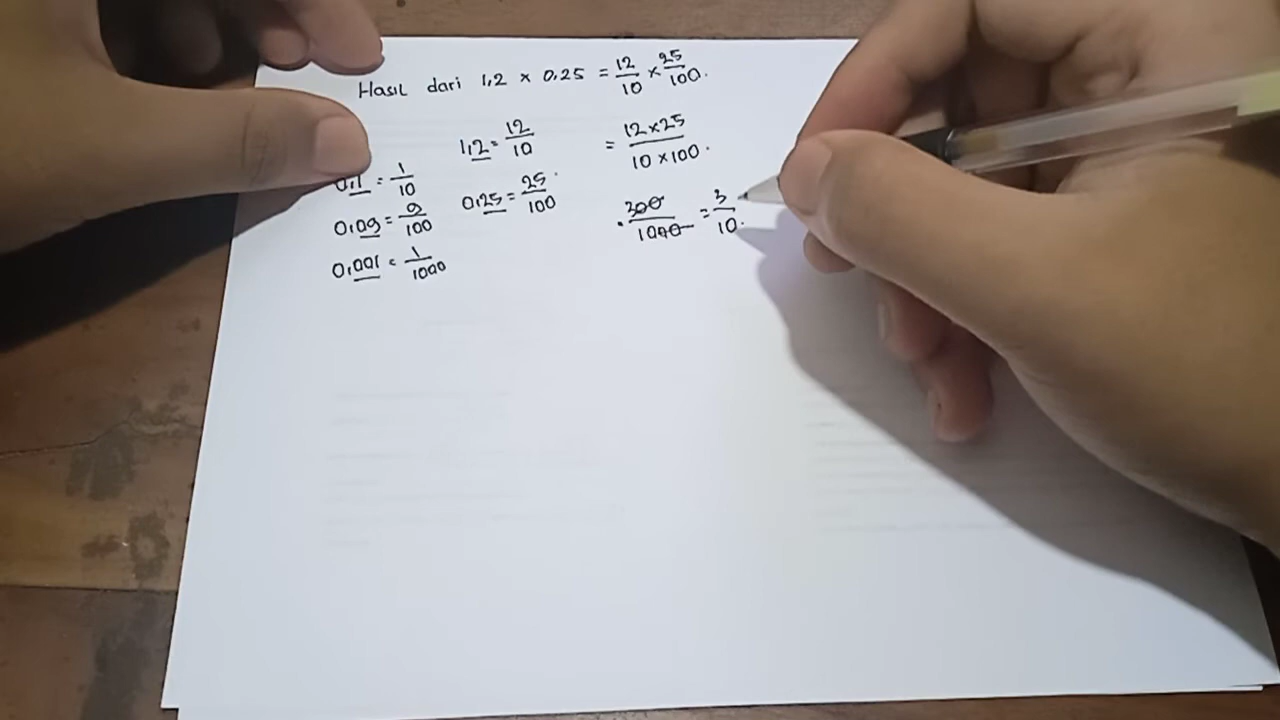 Hasil dari 1,2 × 0,25 = 12/10 × 25/100.
1,2 = 12/10
= 12×25 / 10×100.
0,1 = 1/10
0,25 = 25/100
300/1000 = 3/10.
0,09 = 9/100
0,001 = 1/1000